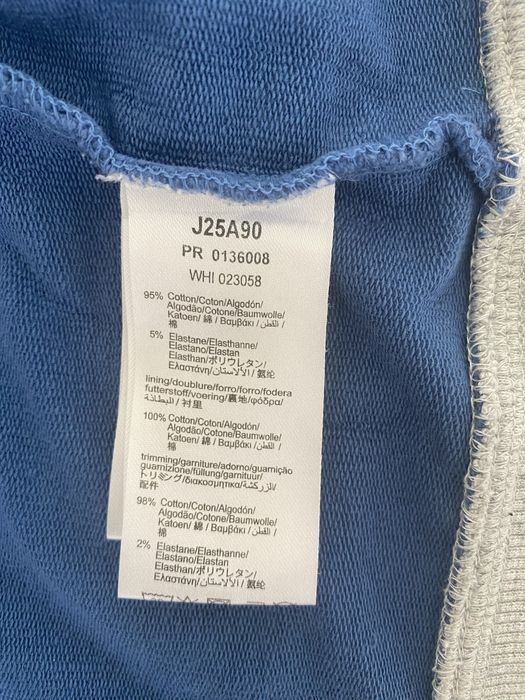 J25A90
PR 0136008
WHI 023058
95% Cotton/Coton/Algodón/
Algodão/Cotone/Baumwolle/
Katoen/ 綿 / Βαμβάκι / القطن /
棉
5% Elastane/Elasthanne/
Elastano/Elastan
Elasthan/ポリウレタン/
Ελαστάνη/الألاستان/氨纶
lining/doublure/forro/forro/fodera
futterstoff/voering/裏地/φόδρα/
البطانة / 衬里
100% Cotton/Coton/Algodón/
Algodão/Cotone/Baumwolle/
Katoen/ 綿 / Βαμβάκι / القطن /
棉
trimming/garniture/adorno/guarnição
guarnizione/füllung/garnituur/
トリミング/διακοσμητικα/الزركشة/
配件
98% Cotton/Coton/Algodón/
Algodão/Cotone/Baumwolle/
Katoen/ 綿 / Βαμβάκι / القطن /
棉
2% Elastane/Elasthanne/
Elastano/Elastan
Elasthan/ポリウレタン/
Ελαστάνη/الألاستان/氨纶